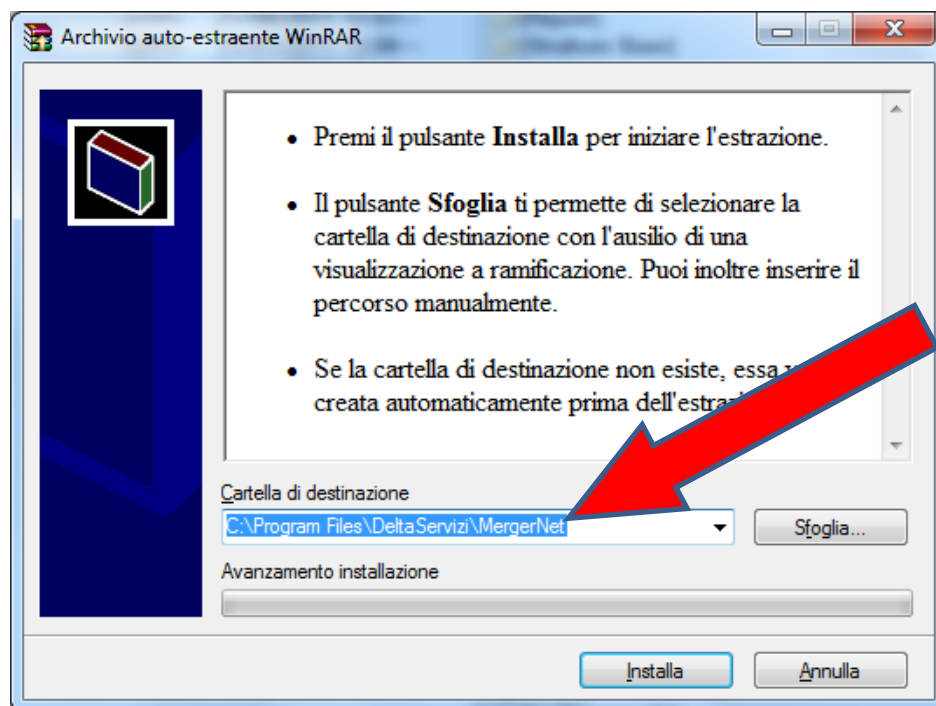 Archivio auto-estraente WinRAR
Premi il pulsante Installa per iniziare l'estrazione.
Il pulsante Sfoglia ti permette di selezionare la
cartella di destinazione con l'ausilio di una
visualizzazione a ramificazione. Puoi inoltre inserire il
percorso manualmente.
Se la cartella di destinazione non esiste, essa
creata automaticamente prima
Cartella di destinazione
C:\Program Files\DeltaServizi\MergerNet
Sfoglia...
Avanzamento installazione
Installa
Annulla